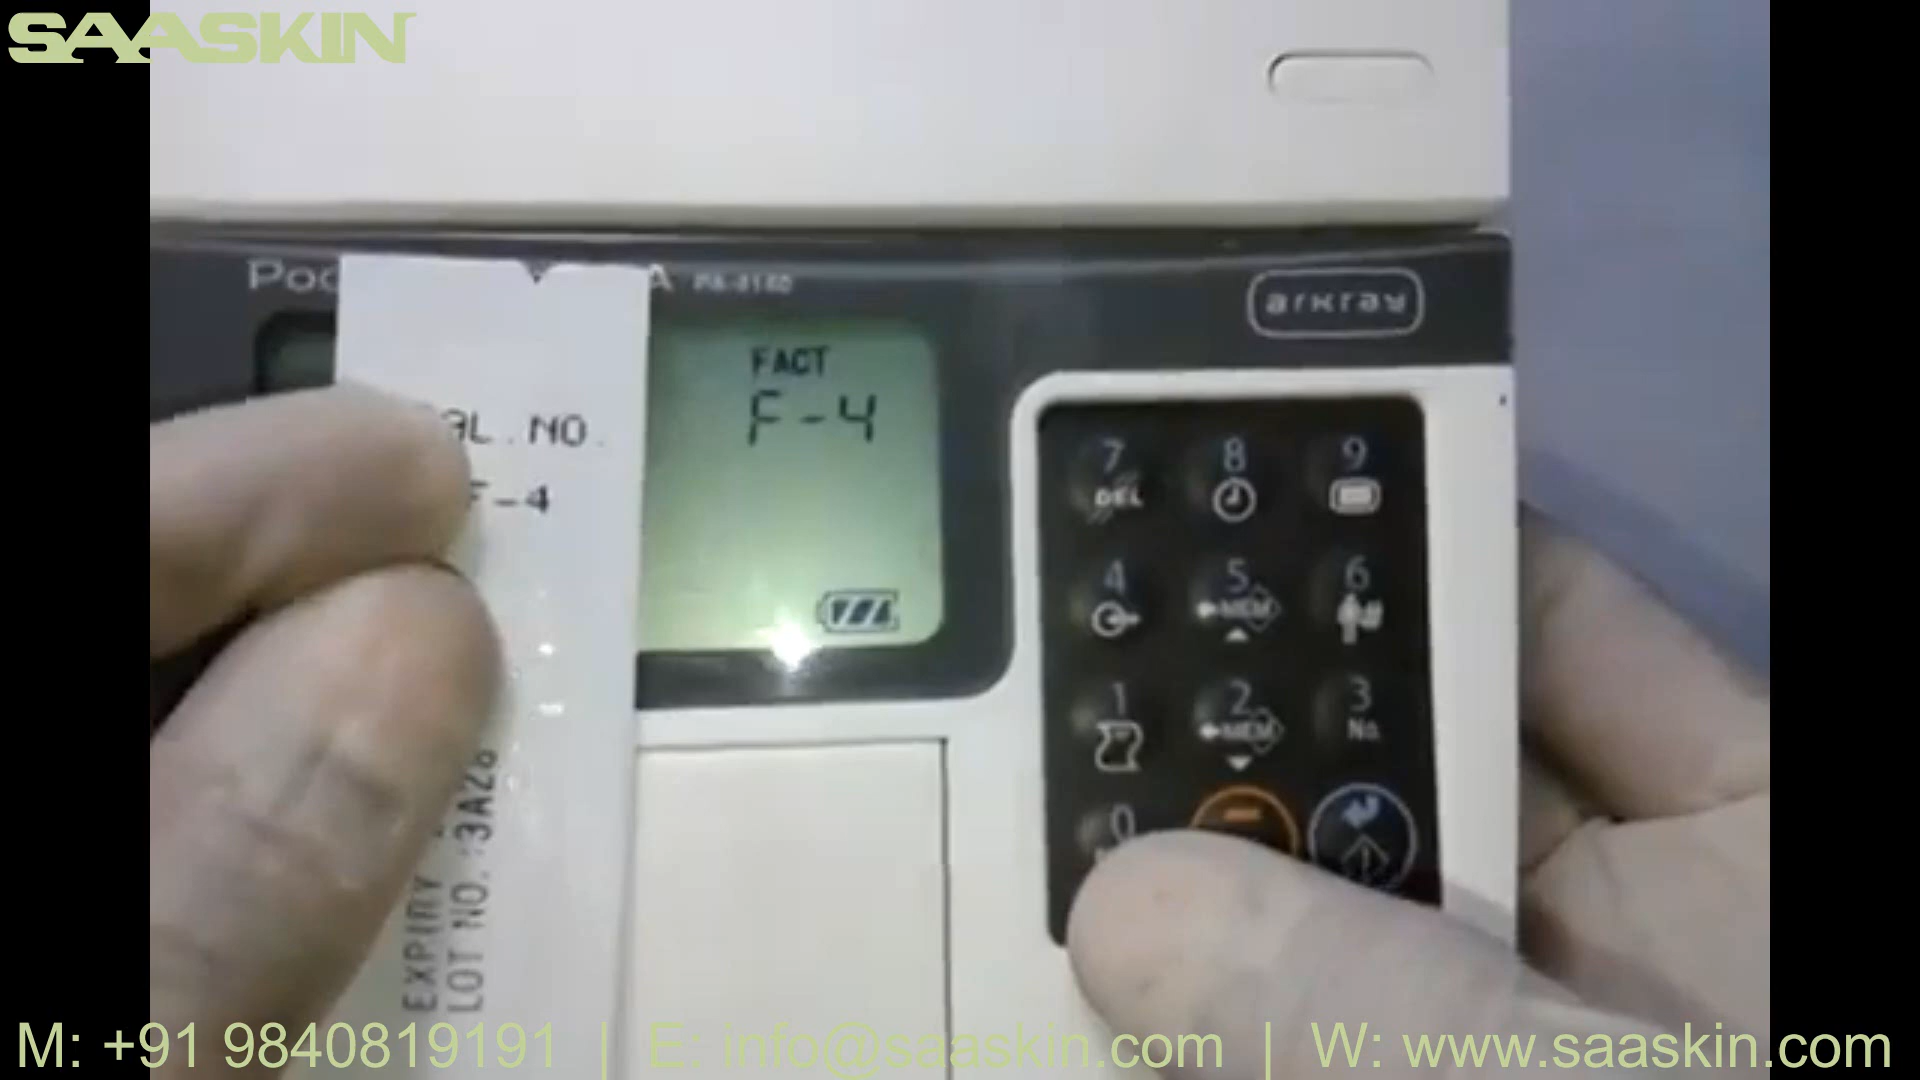 SAASKIN
arkray
FACT
F-4
AL.NO.
F-4
7 8 9
DEL
4 5 6
MEM
1 2 3
MEM No.
0
EXPIRY
LOT NO.:3A28
M: +91 9840819191 | E: info@saaskin.com | W: www.saaskin.com